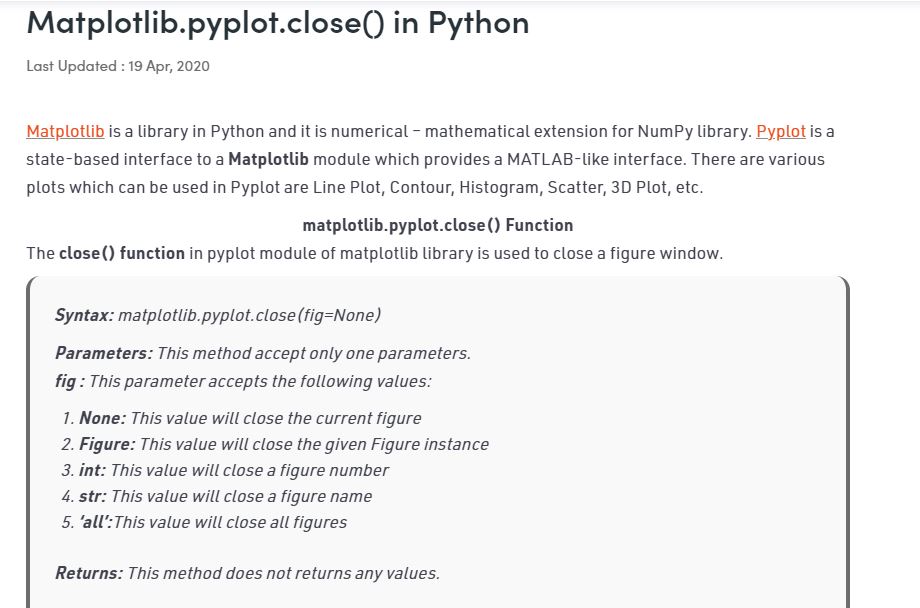 Matplotlib.pyplot.close() in Python
Last Updated : 19 Apr, 2020
Matplotlib is a library in Python and it is numerical – mathematical extension for NumPy library. Pyplot is a
state-based interface to a Matplotlib module which provides a MATLAB-like interface. There are various
plots which can be used in Pyplot are Line Plot, Contour, Histogram, Scatter, 3D Plot, etc.
matplotlib.pyplot.close() Function
The close() function in pyplot module of matplotlib library is used to close a figure window.
Syntax: matplotlib.pyplot.close(fig=None)
Parameters: This method accept only one parameters.
fig : This parameter accepts the following values:
1. None: This value will close the current figure
2. Figure: This value will close the given Figure instance
3. int: This value will close a figure number
4. str: This value will close a figure name
5. ‘all’:This value will close all figures
Returns: This method does not returns any values.